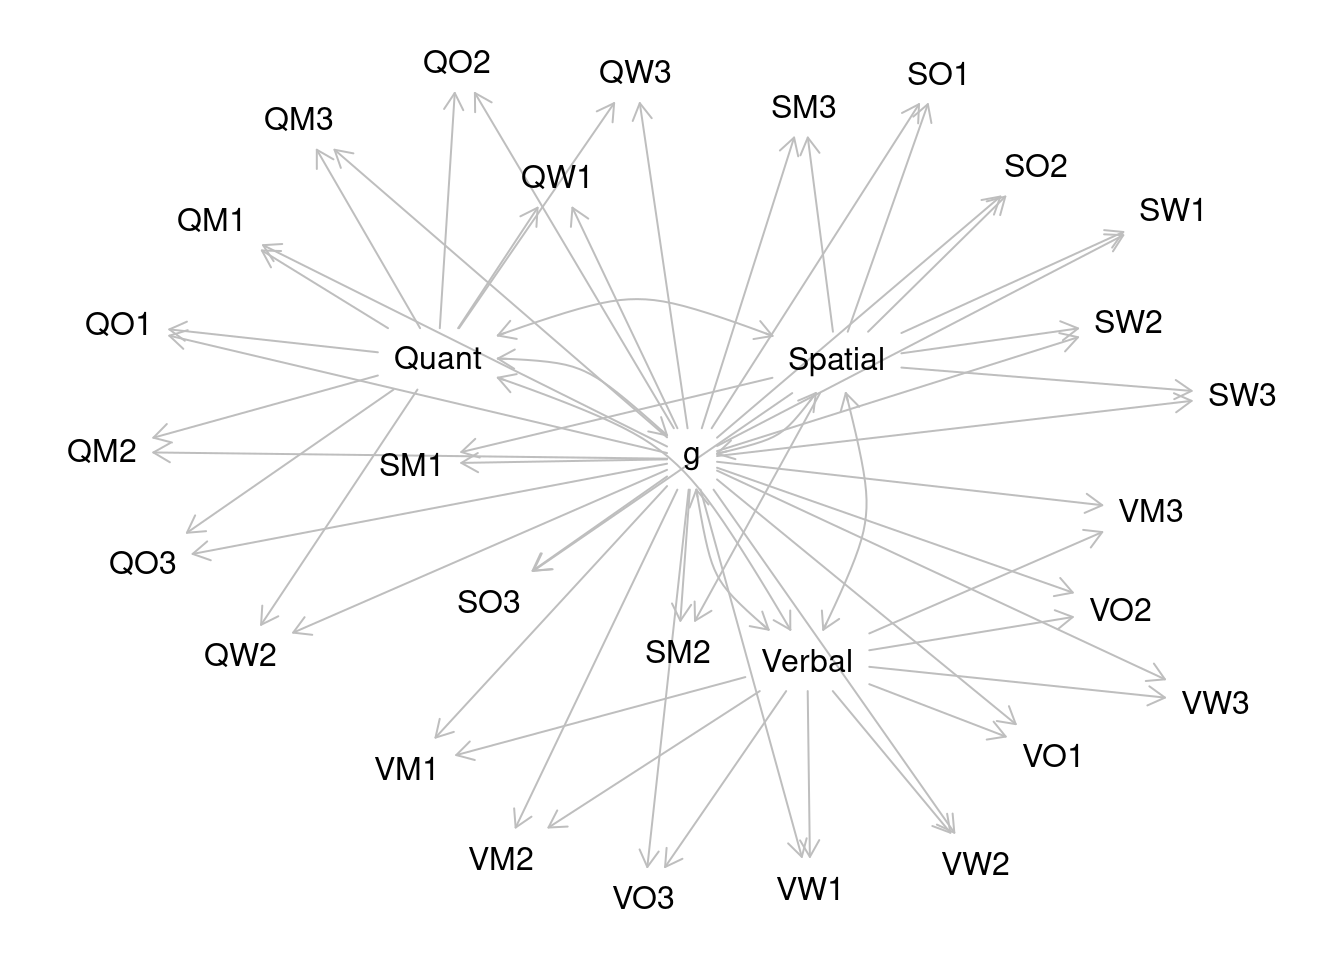 QO2
QW3
SO1
SM3
QM3
SO2
QW1
SW1
QM1
SW2
QO1
Quant
Spatial
SW3
QM2
g
SM1
VM3
QO3
SO3
VO2
SM2
QW2
Verbal
VW3
VO1
VM1
VM2
VW2
VW1
VO3